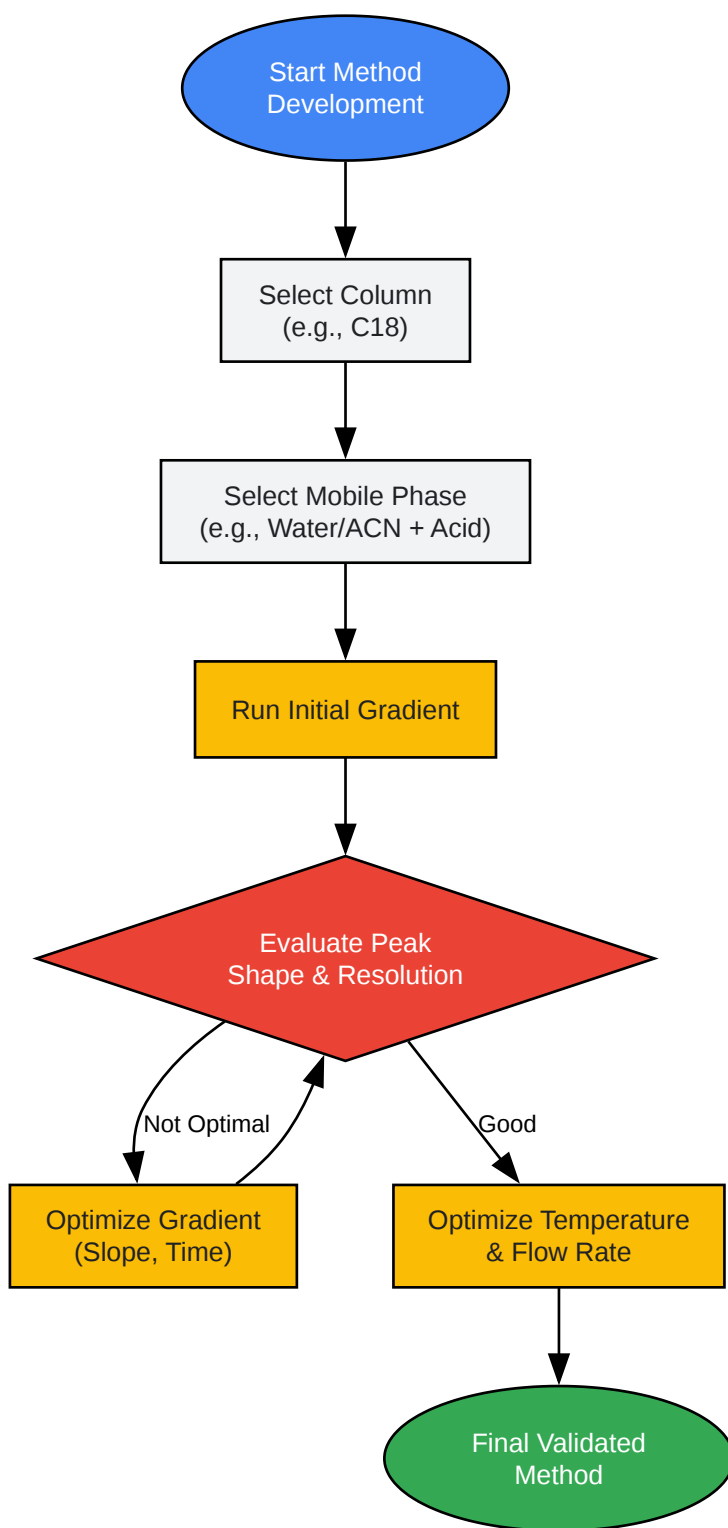 Start Method
Development
Select Column
(e.g., C18)
Select Mobile Phase
(e.g., Water/ACN + Acid)
Run Initial Gradient
Evaluate Peak
Shape & Resolution
Not Optimal
Good
Optimize Gradient
(Slope, Time)
Optimize Temperature
& Flow Rate
Final Validated
Method